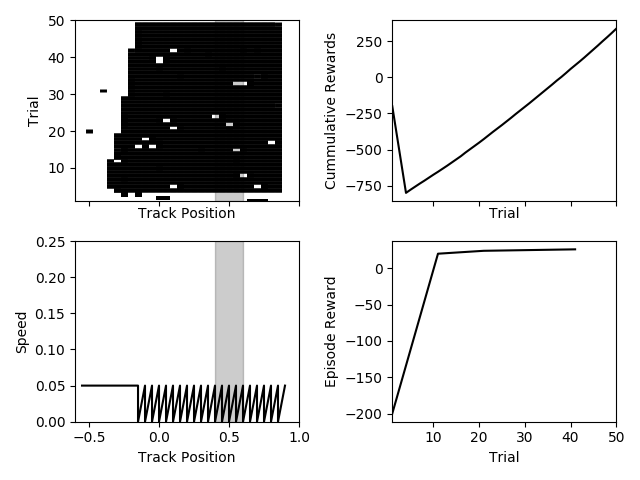 50
40
30
20
10
Trial
Track Position
250
0
−250
−500
−750
Cummulative Rewards
Trial
0.25
0.20
0.15
0.10
0.05
0.00
Speed
−0.5 0.0 0.5 1.0
Track Position
0
−50
−100
−150
−200
Episode Reward
10 20 30 40 50
Trial